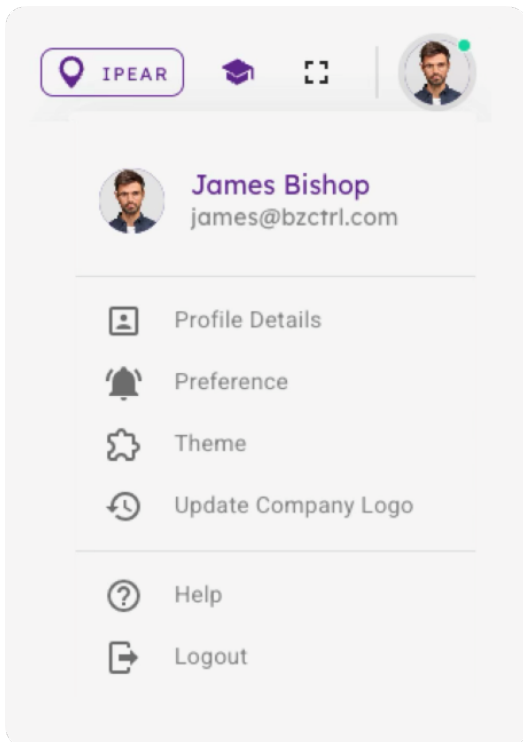 IPEAR
James Bishop
james@bzctrl.com
Profile Details
Preference
Theme
Update Company Logo
Help
Logout